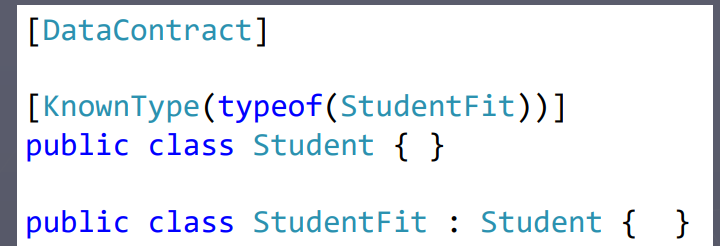 [DataContract]
[KnownType(typeof(StudentFit))]
public class Student { }
public class StudentFit : Student {  }